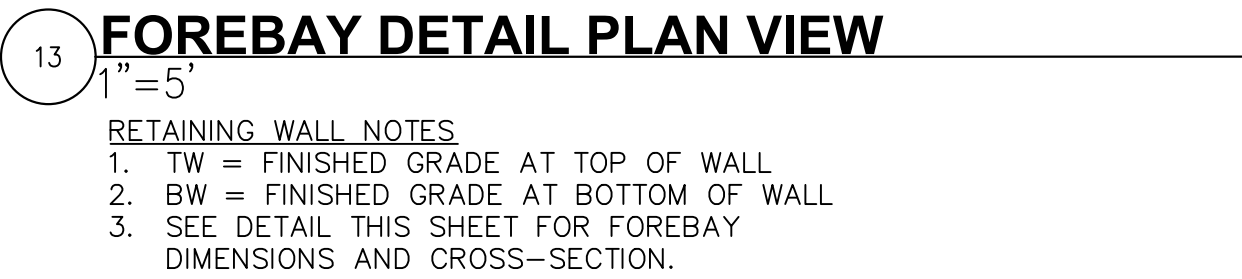 13
FOREBAY DETAIL PLAN VIEW
1"=5'
RETAINING WALL NOTES
1. TW = FINISHED GRADE AT TOP OF WALL
2. BW = FINISHED GRADE AT BOTTOM OF WALL
3. SEE DETAIL THIS SHEET FOR FOREBAY
DIMENSIONS AND CROSS-SECTION.